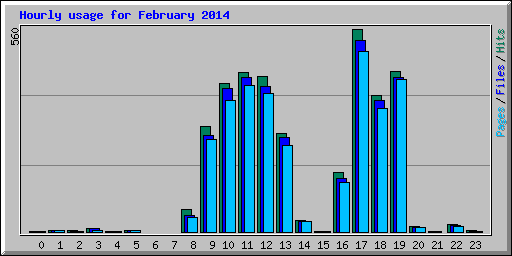 Hourly usage for February 2014
560
Pages/Files/Hits
0 1 2 3 4 5 6 7 8 9 10 11 12 13 14 15 16 17 18 19 20 21 22 23